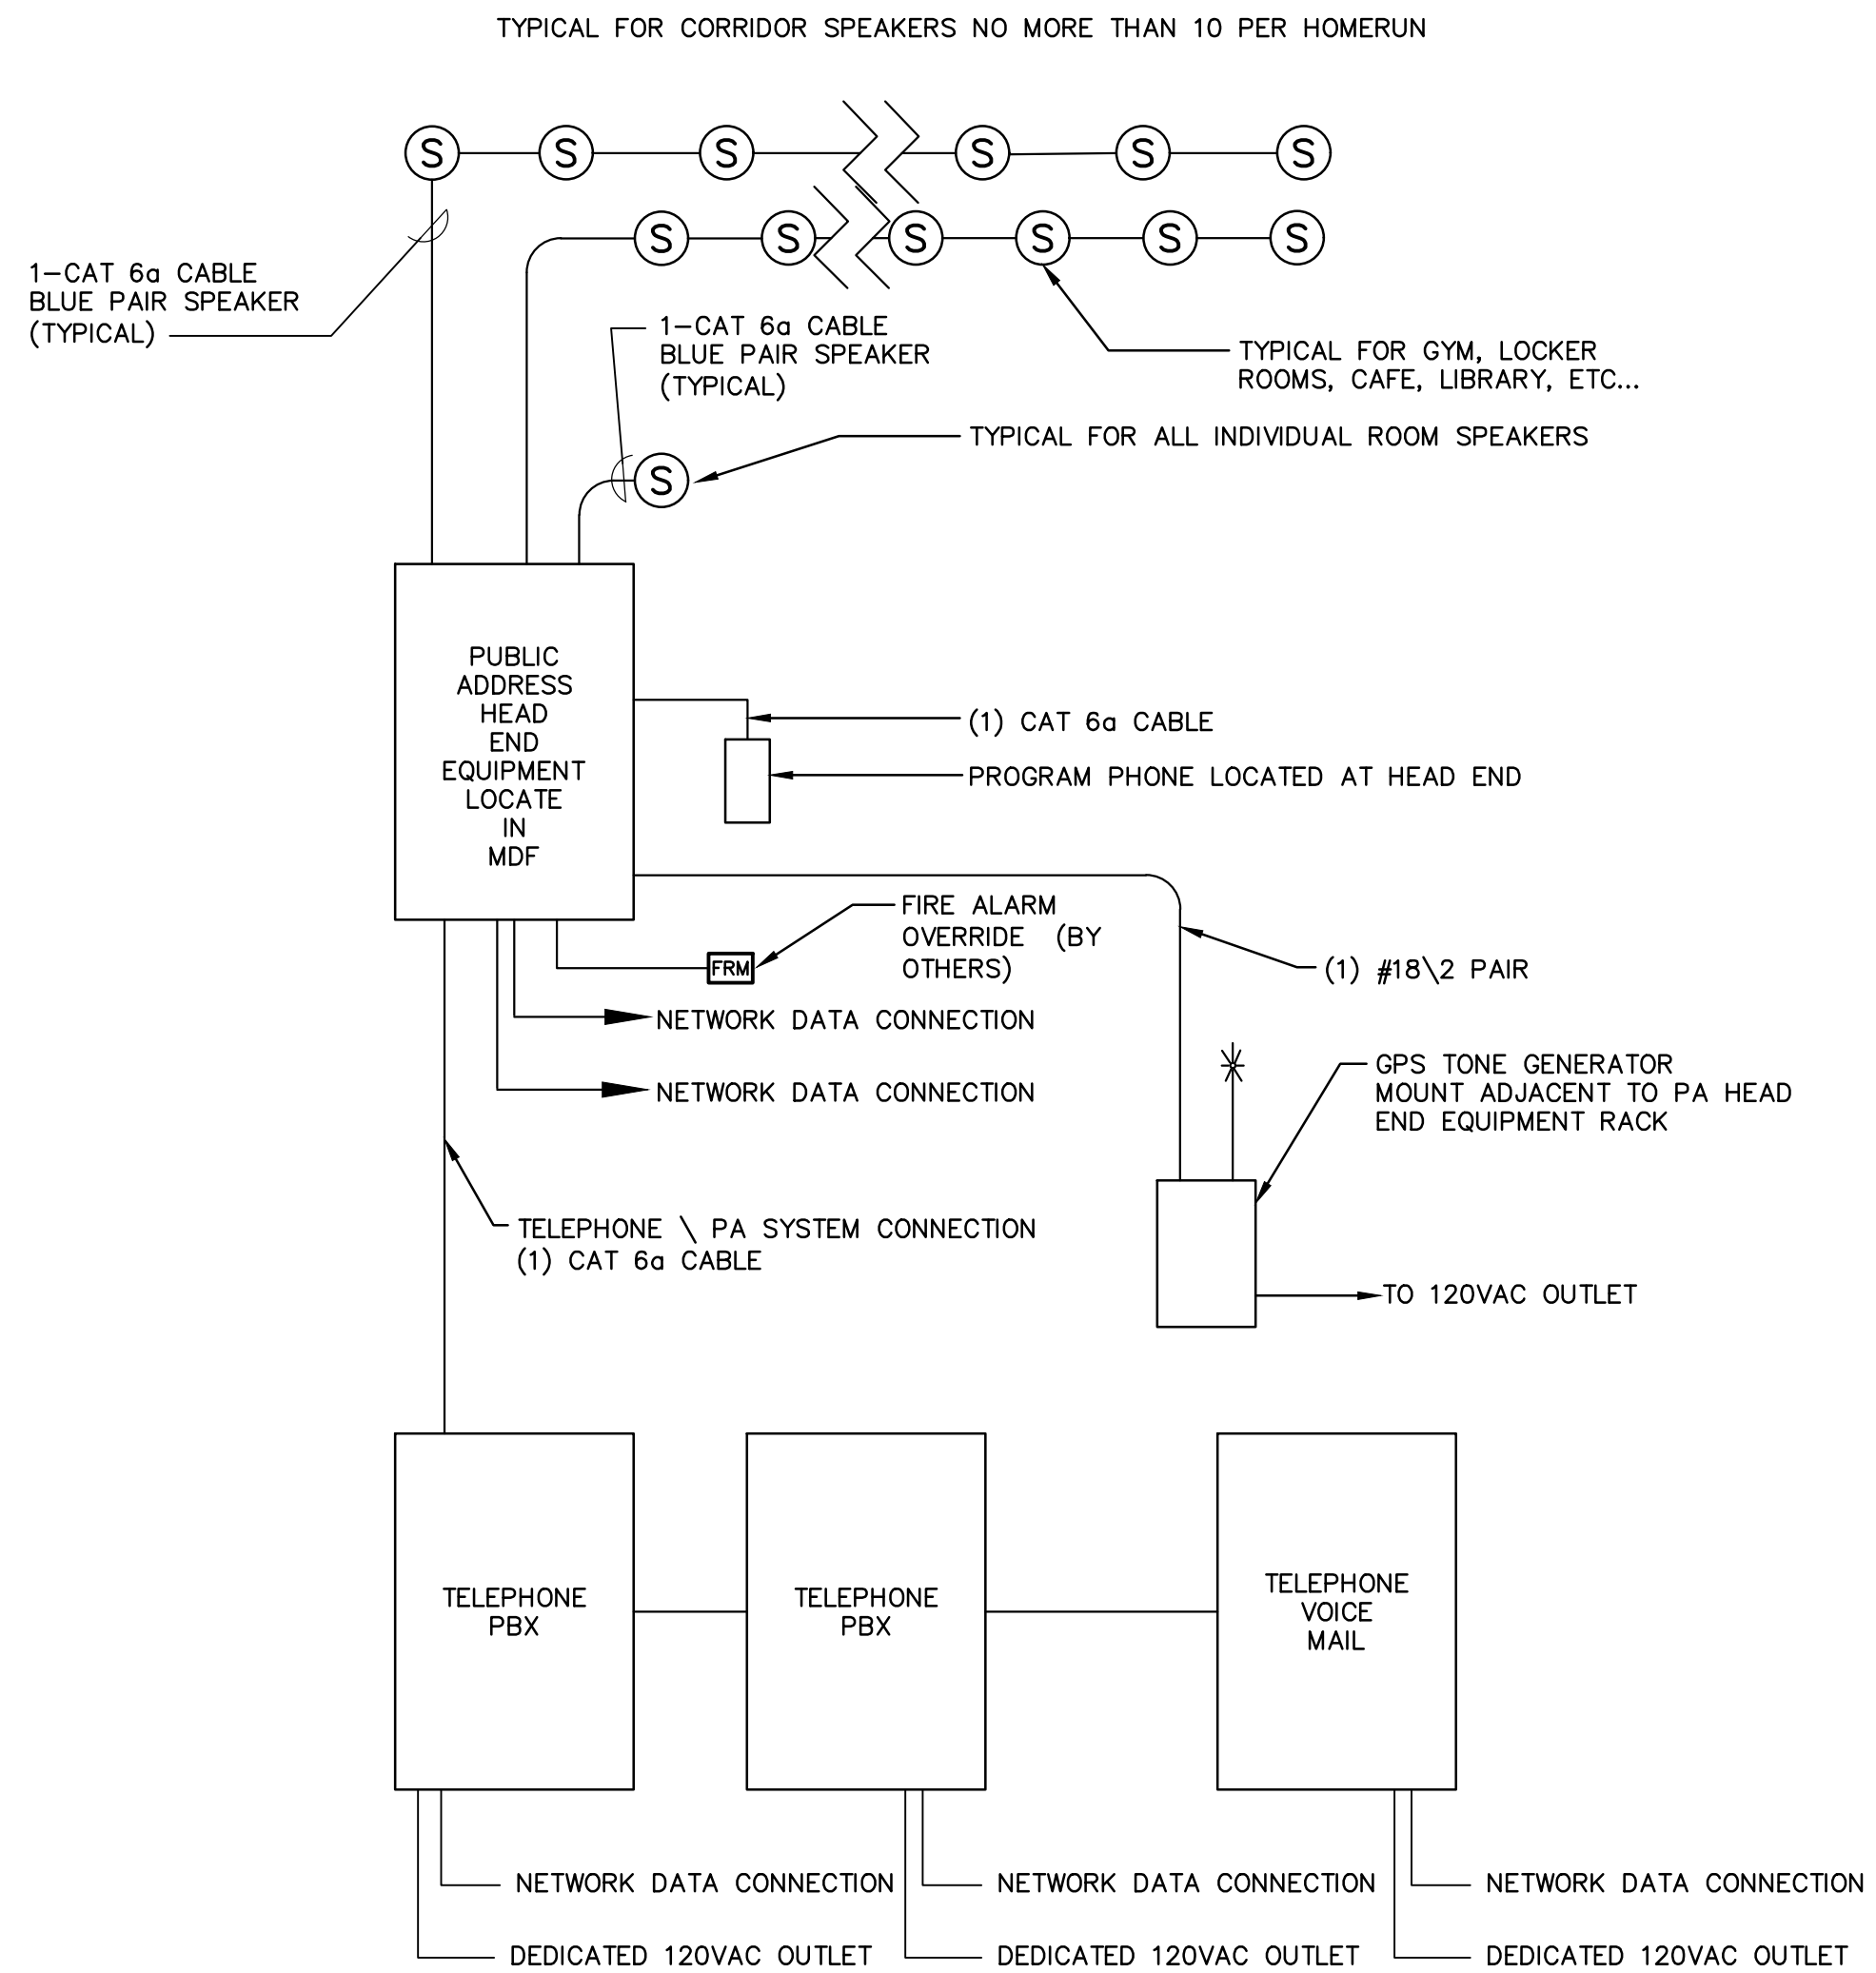 TYPICAL FOR CORRIDOR SPEAKERS NO MORE THAN 10 PER HOMERUN
S S S S S S
S S S S S S
1-CAT 6a CABLE
BLUE PAIR SPEAKER
(TYPICAL)
1-CAT 6a CABLE
BLUE PAIR SPEAKER
(TYPICAL)
TYPICAL FOR GYM, LOCKER
ROOMS, CAFE, LIBRARY, ETC...
TYPICAL FOR ALL INDIVIDUAL ROOM SPEAKERS
S
PUBLIC
ADDRESS
HEAD
END
EQUIPMENT
LOCATE
IN
MDF
(1) CAT 6a CABLE
PROGRAM PHONE LOCATED AT HEAD END
FIRE ALARM
OVERRIDE (BY
OTHERS)
FRM
(1) #18\2 PAIR
NETWORK DATA CONNECTION
NETWORK DATA CONNECTION
GPS TONE GENERATOR
MOUNT ADJACENT TO PA HEAD
END EQUIPMENT RACK
TELEPHONE \ PA SYSTEM CONNECTION
(1) CAT 6a CABLE
TO 120VAC OUTLET
TELEPHONE
PBX
TELEPHONE
PBX
TELEPHONE
VOICE
MAIL
NETWORK DATA CONNECTION
DEDICATED 120VAC OUTLET
NETWORK DATA CONNECTION
DEDICATED 120VAC OUTLET
NETWORK DATA CONNECTION
DEDICATED 120VAC OUTLET